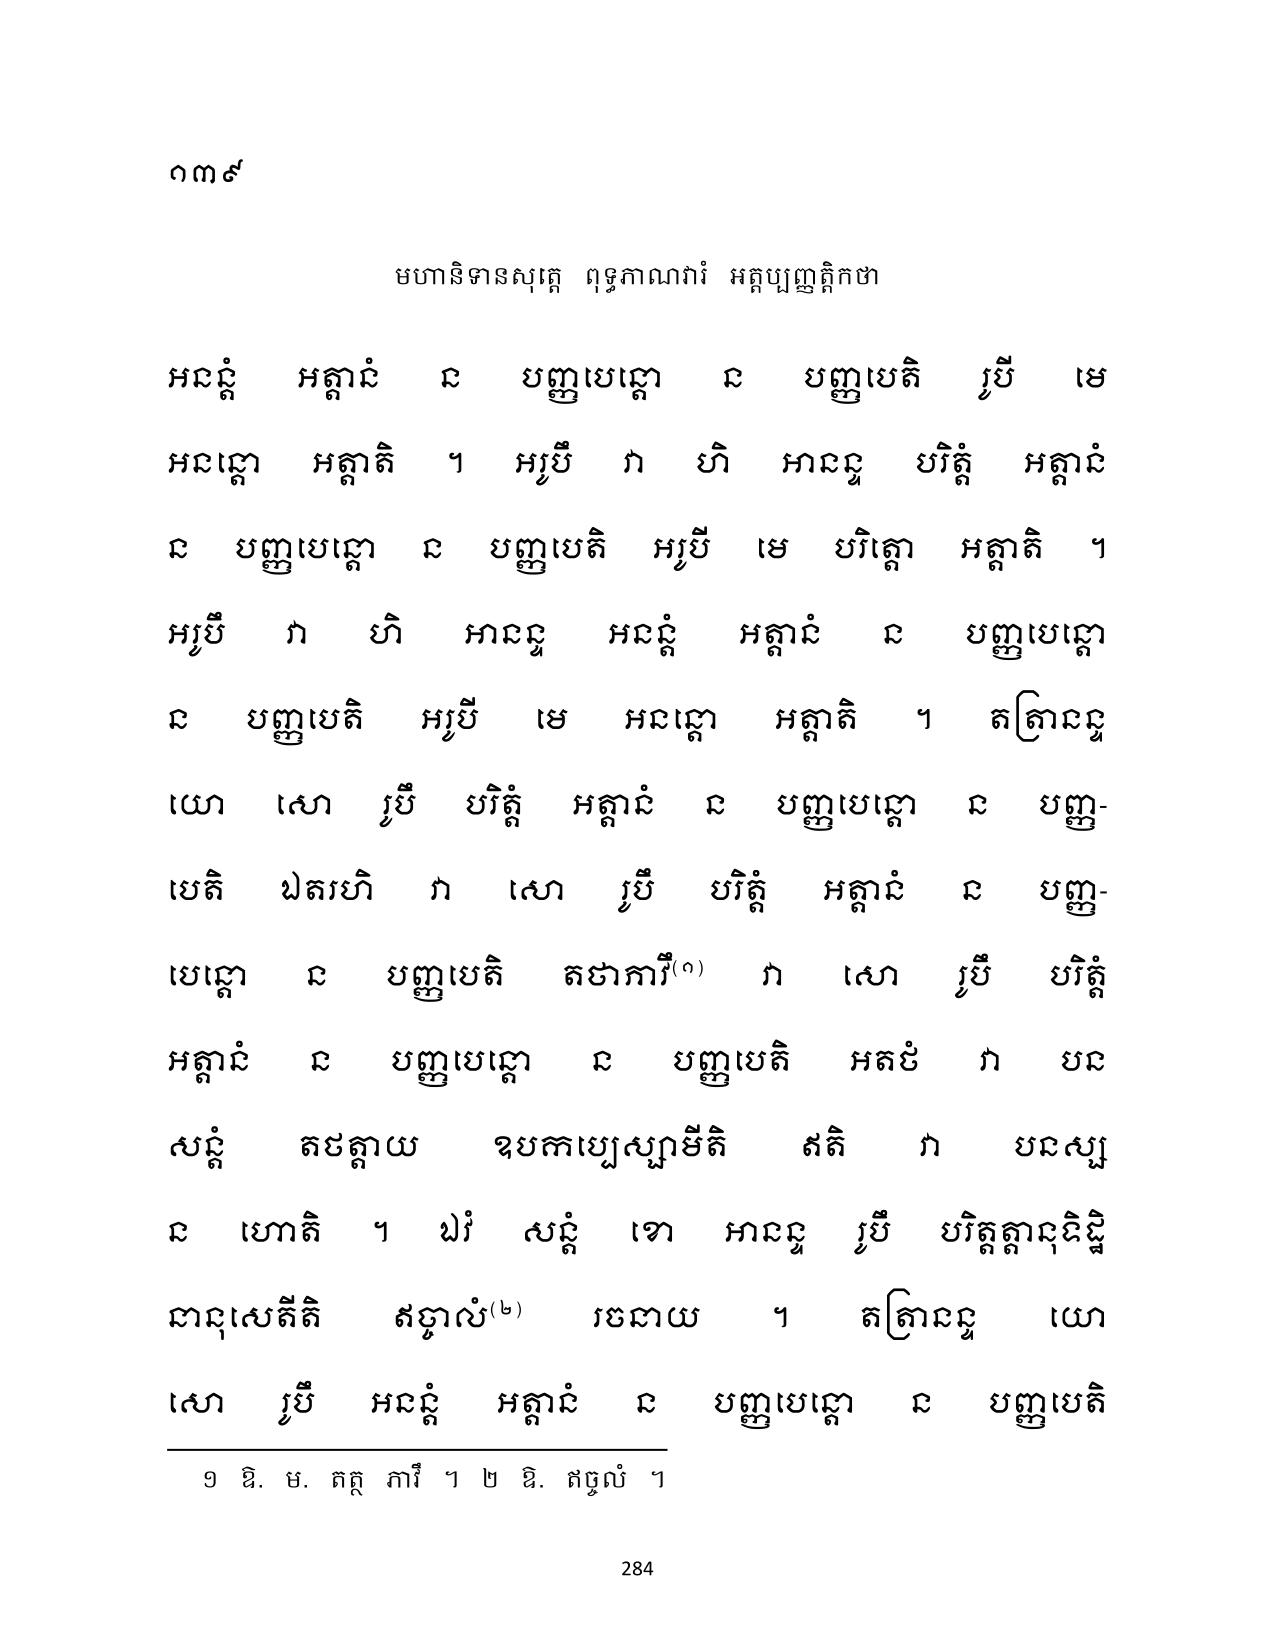 ១៣៩
មហានិទានសុត្តេ ពុទ្ធភាណវារំ អត្តប្បញ្ញត្តិកថា
អនន្តំ អត្តានំ ន បញ្ញបេន្តោ ន បញ្ញបេតិ រូបី មេ
អនន្តោ អត្តាតិ ។ អរូបឹ វា ហិ អានន្ទ បរិត្តំ អត្តានំ
ន បញ្ញបេន្តោ ន បញ្ញបេតិ អរូបី មេ បរិត្តោ អត្តាតិ ។
អរូបឹ វា ហិ អានន្ទ អនន្តំ អត្តានំ ន បញ្ញបេន្តោ
ន បញ្ញបេតិ អរូបី មេ អនន្តោ អត្តាតិ ។ តត្រានន្ទ
យោ សោ រូបឹ បរិត្តំ អត្តានំ ន បញ្ញបេន្តោ ន បញ្ញ-
បេតិ ឯតរហិ វា សោ រូបឹ បរិត្តំ អត្តានំ ន បញ្ញ-
បេន្តោ ន បញ្ញបេតិ តថាភាវឹ(១) វា សោ រូបឹ បរិត្តំ
អត្តានំ ន បញ្ញបេន្តោ ន បញ្ញបេតិ អតថំ វា បន
សន្តំ តថត្តាយ ឧបកប្បេស្សាមីតិ ឥតិ វា បនស្ស
ន ហោតិ ។ ឯវំ សន្តំ ខោ អានន្ទ រូបឹ បរិត្តត្តានុទិដ្ឋិ
នានុសេតីតិ ឥច្ចាលំ(២) វចនាយ ។ តត្រានន្ទ យោ
សោ រូបឹ អនន្តំ អត្តានំ ន បញ្ញបេន្តោ ន បញ្ញបេតិ
១ ឱ. ម. តត្ថ ភាវឹ ។ ២ ឱ. ឥច្ចលំ ។
284